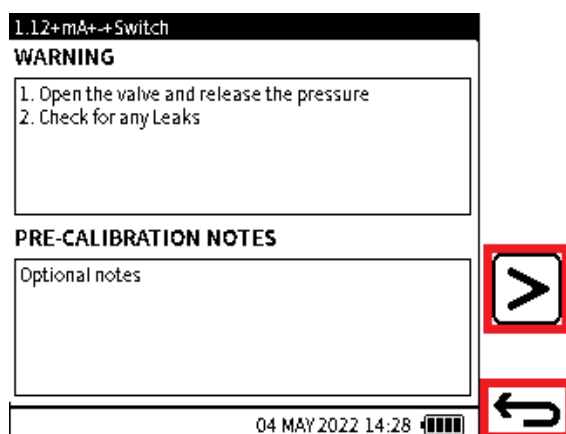 1.12+mA+-+Switch
WARNING
1. Open the valve and release the pressure
2. Check for any Leaks
PRE-CALIBRATION NOTES
Optional notes
04 MAY 2022 14:28